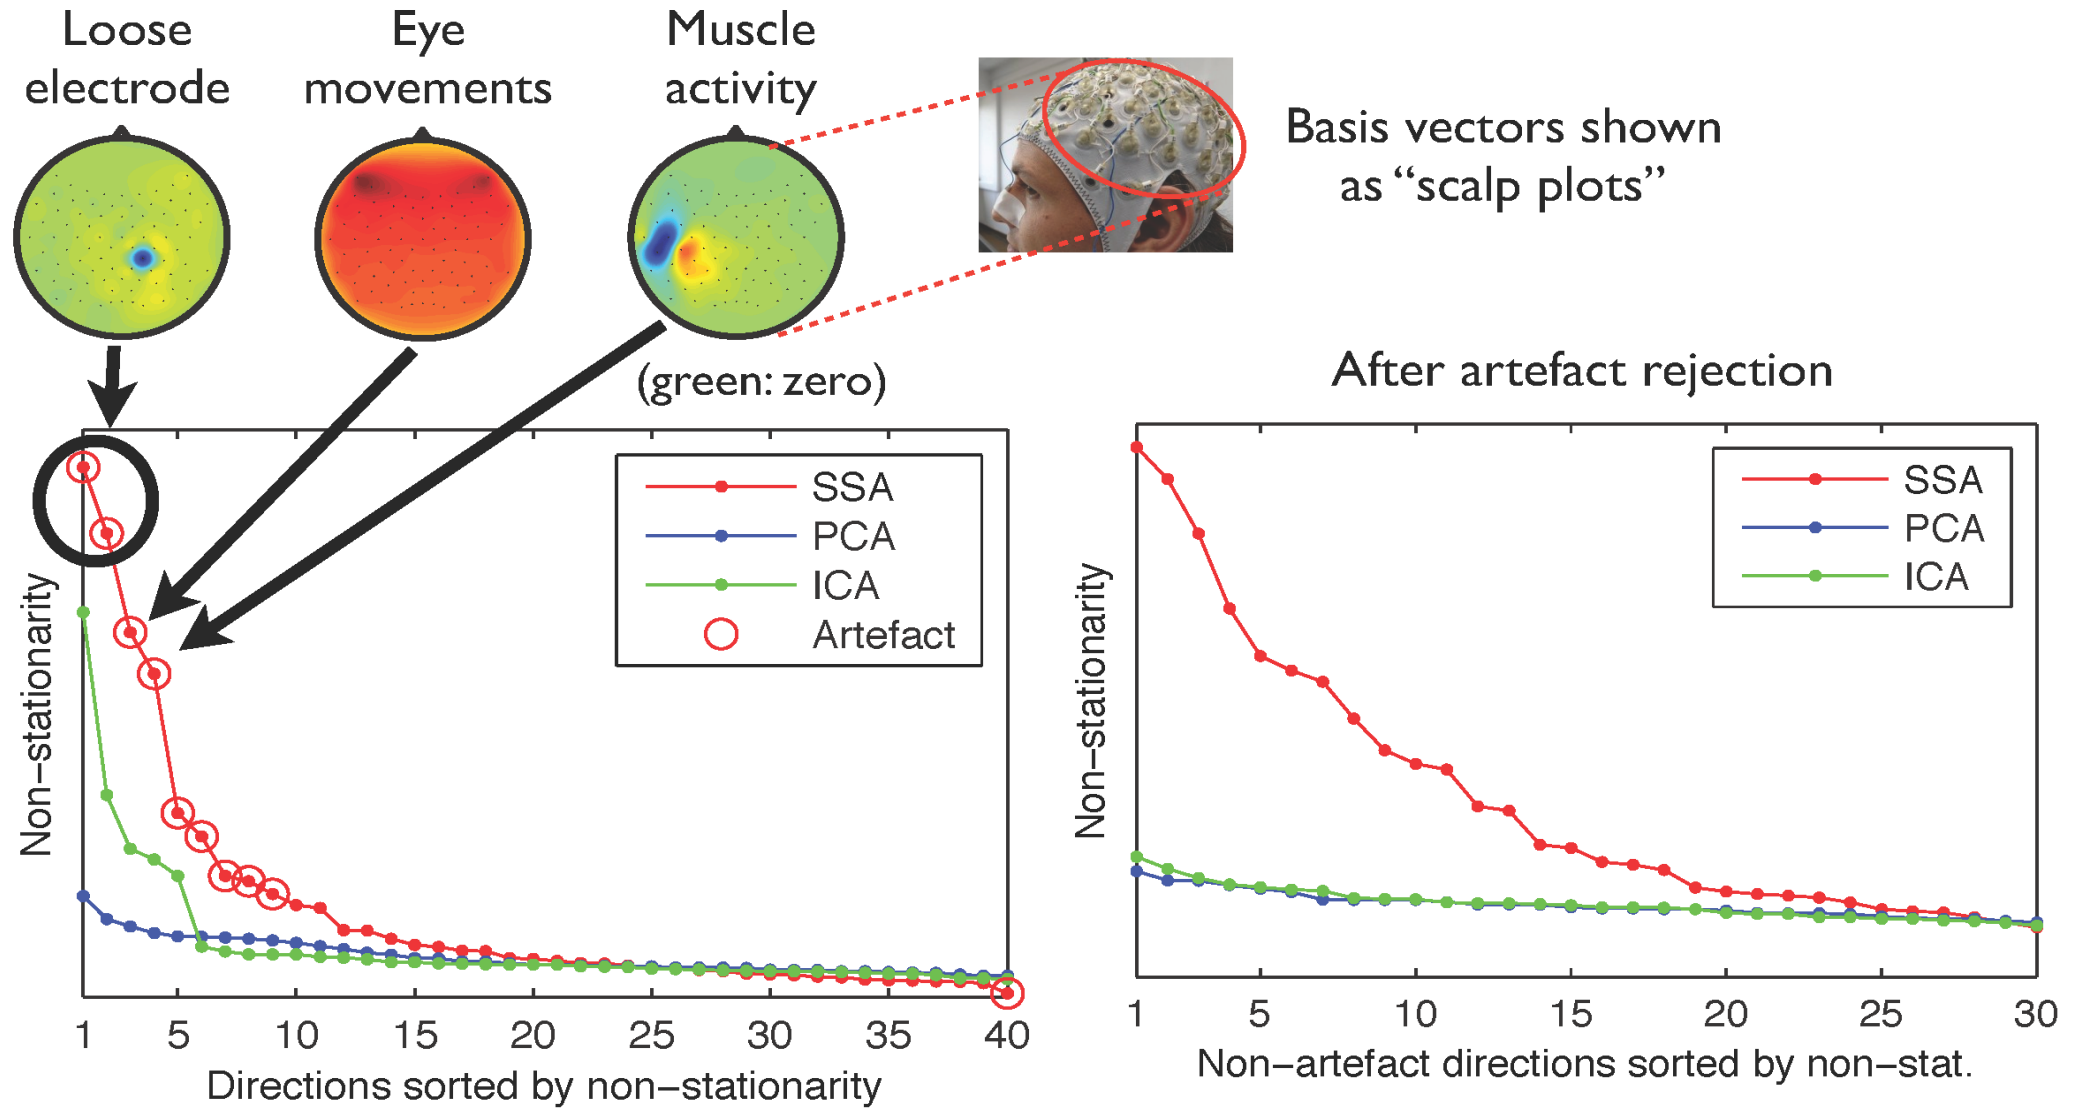 Loose
electrode
Eye
movements
Muscle
activity
Basis vectors shown
as “scalp plots”
(green: zero)
After artefact rejection
Non−stationarity
SSA
PCA
ICA
Artefact
1 5 10 15 20 25 30 35 40
Directions sorted by non−stationarity
Non−stationarity
SSA
PCA
ICA
1 5 10 15 20 25 30
Non−artefact directions sorted by non−stat.